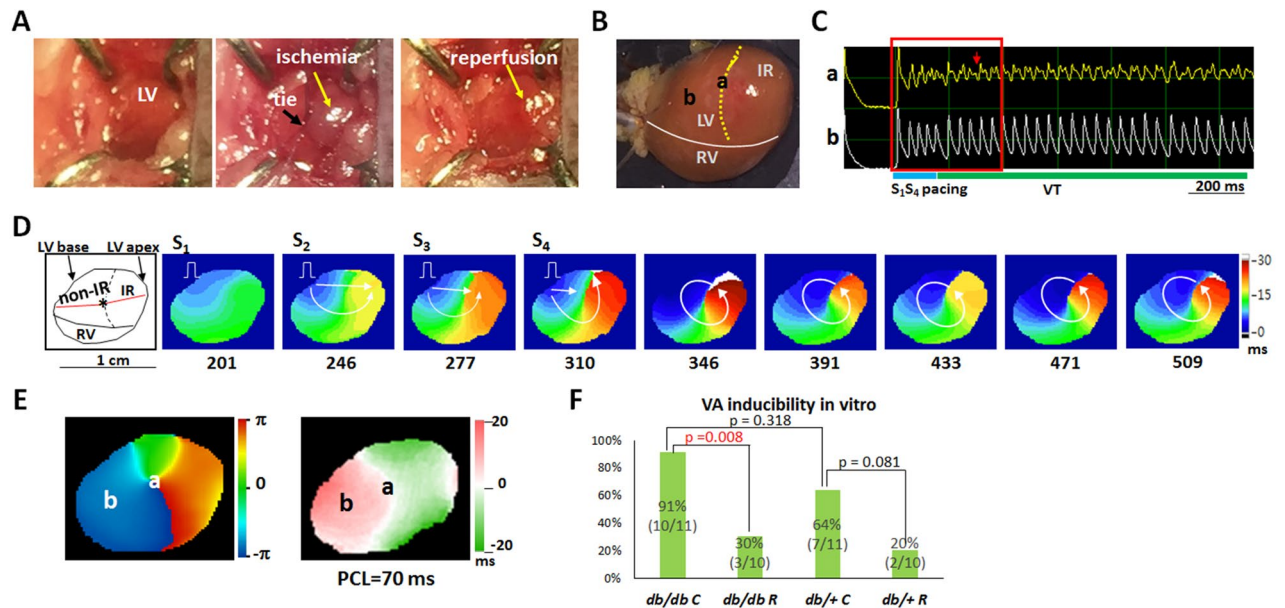 A
LV
ischemia
tie
reperfusion
B
IR
a
b
LV
RV
C
a
b
S1S4 pacing
VT
200 ms
D
LV base
LV apex
non-IR
*
IR
RV
1 cm
S1
S2
S3
S4
201
246
277
310
346
391
433
471
509
30
15
0
ms
E
b
a
π
0
-π
b
a
20
0
-20
ms
PCL=70 ms
F
VA inducibility in vitro
p = 0.318
p =0.008
p = 0.081
100%
80%
60%
40%
20%
0%
91%
(10/11)
30%
(3/10)
64%
(7/11)
20%
(2/10)
db/db C
db/db R
db/+ C
db/+ R